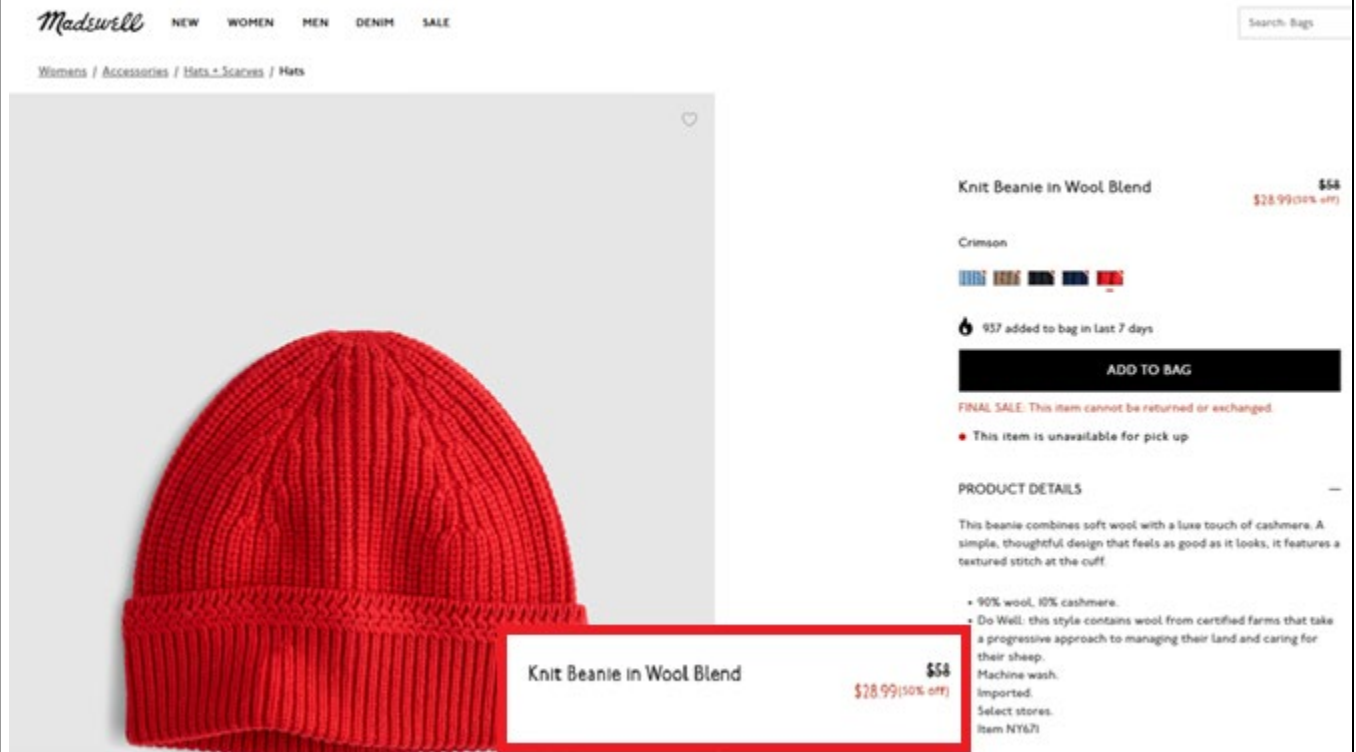 Madewell NEW WOMEN MEN DENIM SALE Search: Bags
Womens / Accessories / Hats + Scarves / Hats
Knit Beanie in Wool Blend $58
$28.99(50% off)
Crimson
937 added to bag in last 7 days
ADD TO BAG
FINAL SALE: This item cannot be returned or exchanged.
This item is unavailable for pick up
PRODUCT DETAILS —
This beanie combines soft wool with a luxe touch of cashmere. A
simple, thoughtful design that feels as good as it looks, it features a
textured stitch at the cuff.
• 90% wool, 10% cashmere.
• Do Well: this style contains wool from certified farms that take
a progressive approach to managing their land and caring for
their sheep.
Machine wash.
Imported.
Select stores.
Item NY671
Knit Beanie in Wool Blend $58
$28.99(50% off)